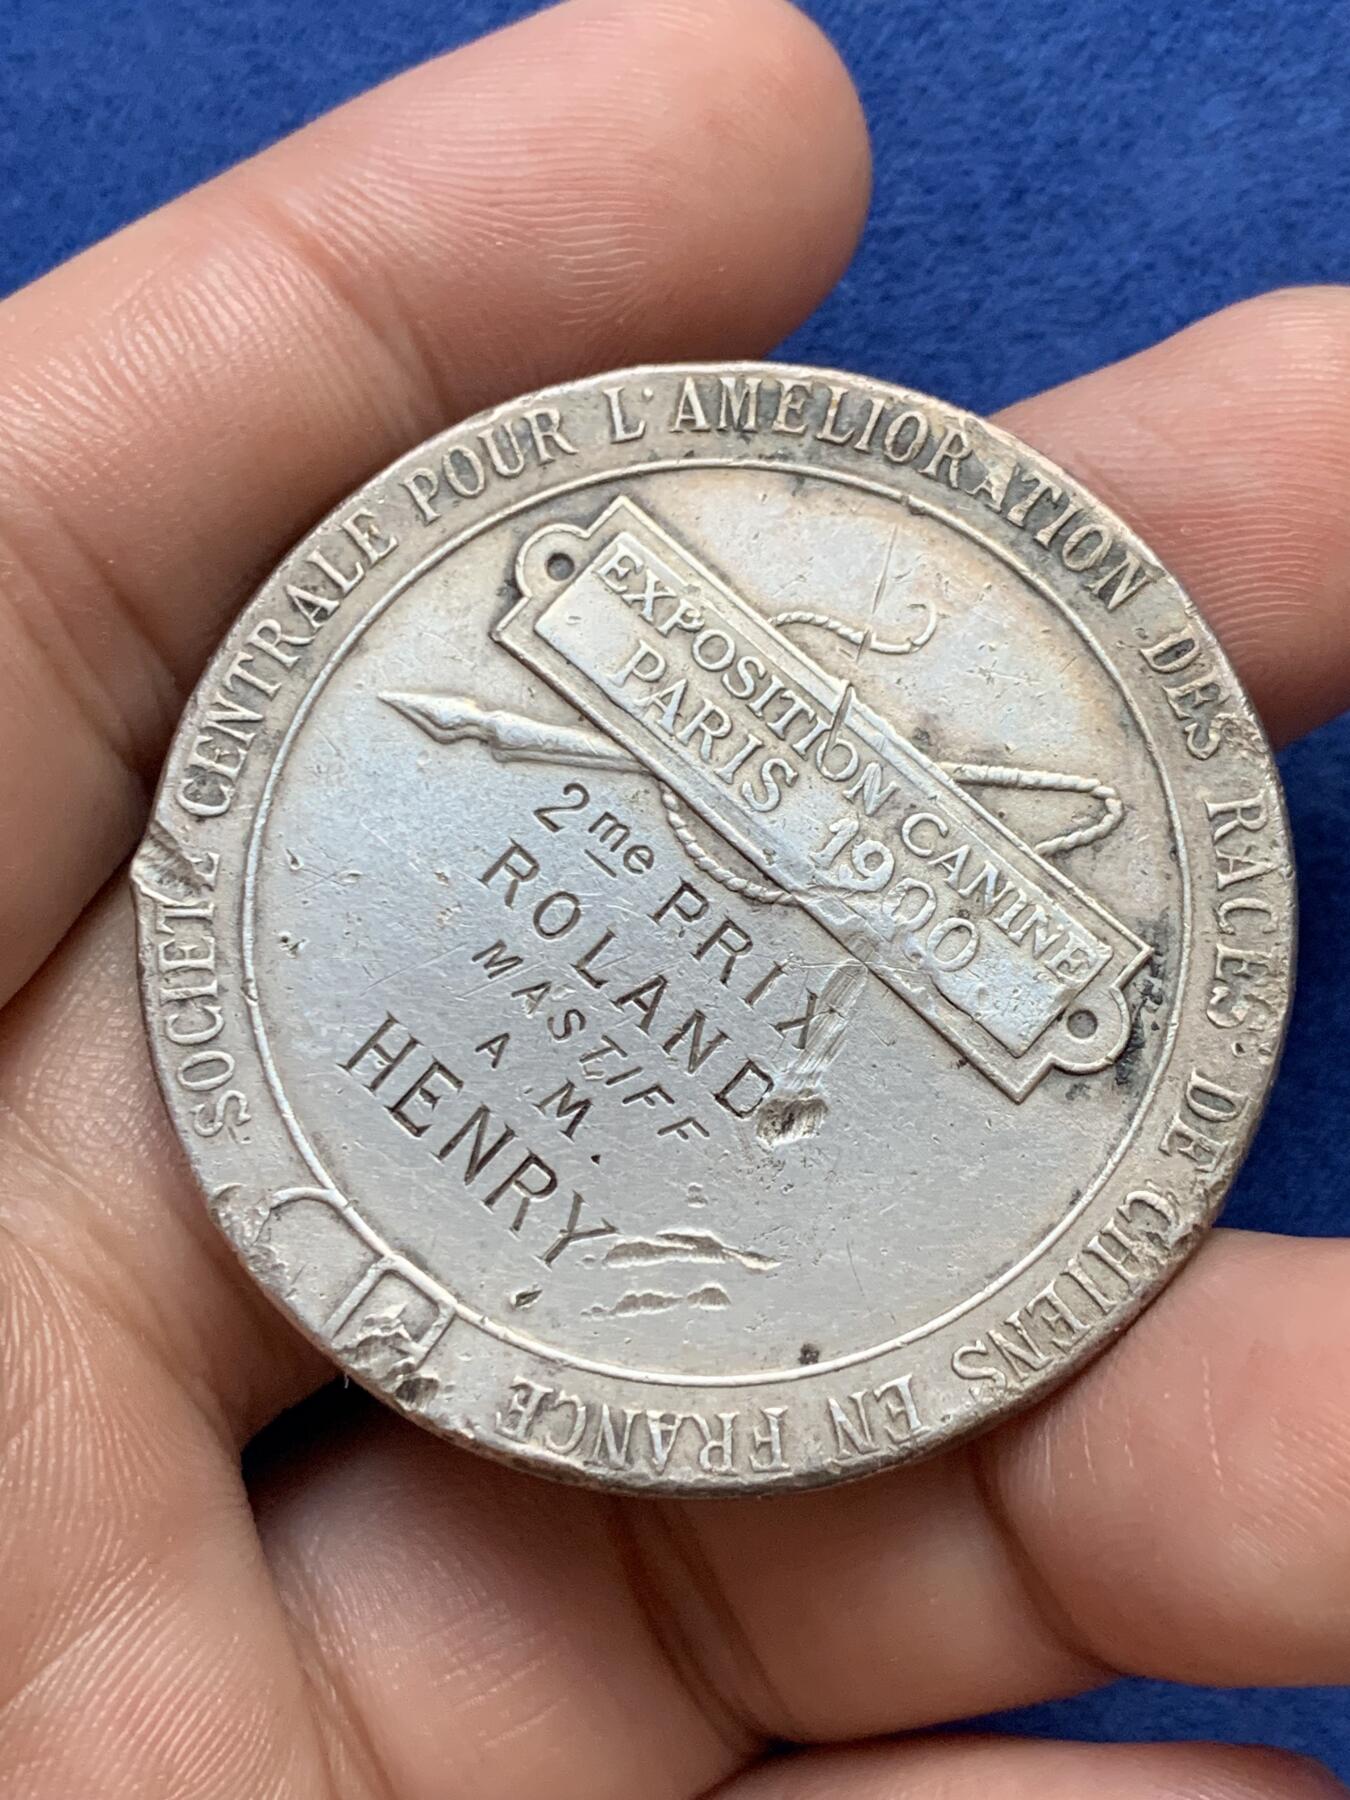 SOCIETE CENTRALE POUR L'AMELIORATION DES RACES DE CHIENS EN FRANCE
EXPOSITION CANINE
PARIS 1900
2me PRIX
ROLAND
MASTIFF
A M.
HENRY